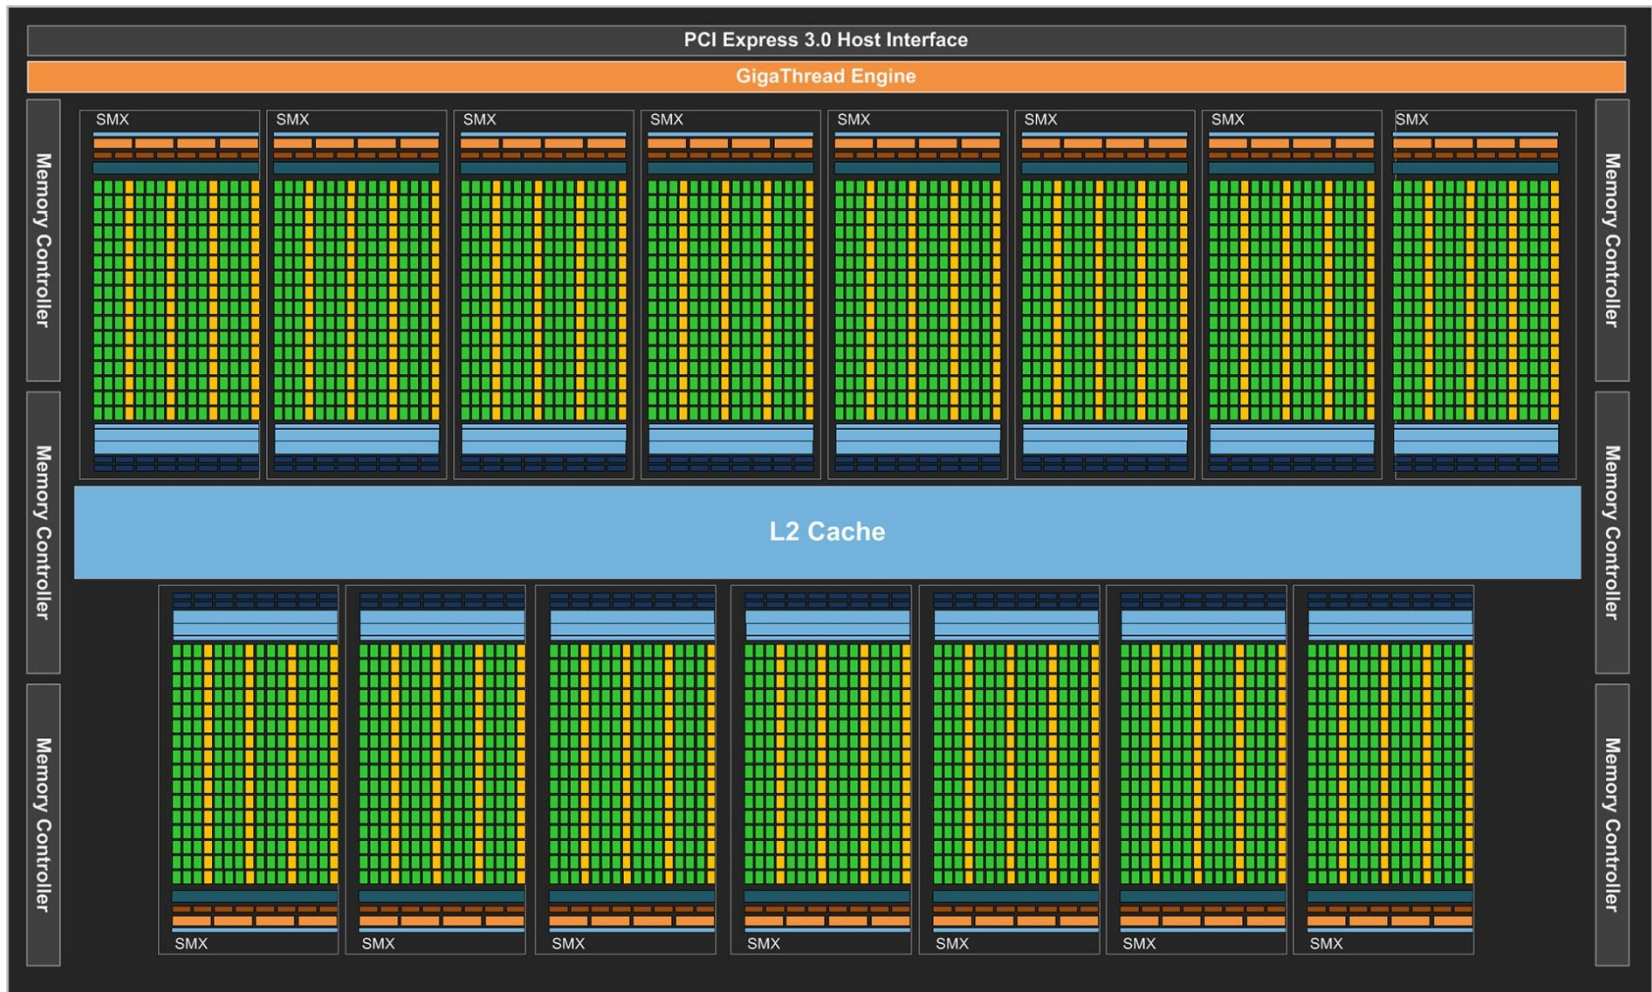 PCI Express 3.0 Host Interface
GigaThread Engine
SMX
SMX
SMX
SMX
SMX
SMX
SMX
SMX
Memory Controller
Memory Controller
Memory Controller
Memory Controller
L2 Cache
Memory Controller
Memory Controller
SMX
SMX
SMX
SMX
SMX
SMX
SMX